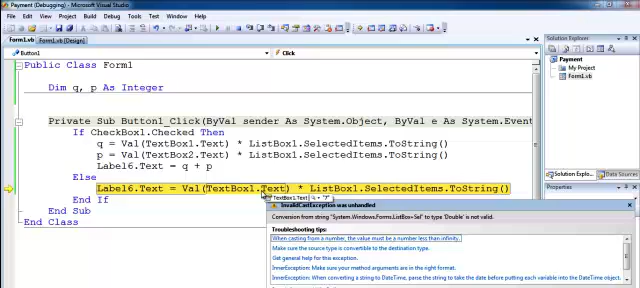 Payment (Debugging) - Microsoft Visual Studio
File Edit View Project Build Debug Data Tools Test Window Help
Form1.vb Form1.vb [Design]
Button1 Click
Public Class Form1
Dim q, p As Integer
Private Sub Button1_Click(ByVal sender As System.Object, ByVal e As System.Event
If CheckBox1.Checked Then
q = Val(TextBox1.Text) * ListBox1.SelectedItems.ToString()
p = Val(TextBox2.Text) * ListBox1.SelectedItems.ToString()
Label6.Text = q + p
Else
Label6.Text = Val(TextBox1.Text) * ListBox1.SelectedItems.ToString()
End If
End Sub
End Class
TextBox1.Text "7"
InvalidCastException was unhandled
Conversion from string "System.Windows.Forms.ListBox+Sel" to type 'Double' is not valid.
Troubleshooting tips:
When casting from a number, the value must be a number less than infinity.
Make sure the source type is convertible to the destination type.
Get general help for this exception.
InnerException: Make sure your method arguments are in the right format.
InnerException: When converting a string to DateTime, parse the string to take the date before putting each variable into the DateTime object.
Solution Explorer
Payment
My Project
Form1.vb
Solution Explo... Data Sources
Properties